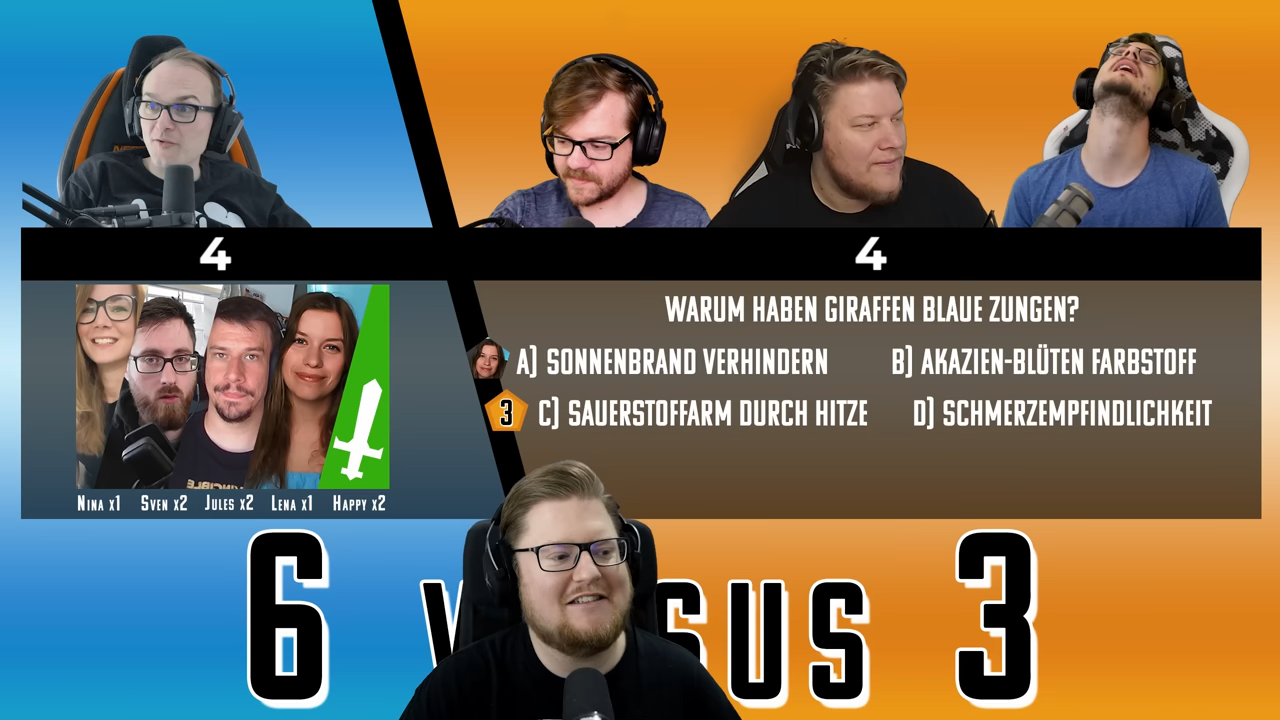 4
4
WARUM HABEN GIRAFFEN BLAUE ZUNGEN?
A) SONNENBRAND VERHINDERN
B) AKAZIEN-BLÜTEN FARBSTOFF
3
C) SAUERSTOFFARM DURCH HITZE
D) SCHMERZEMPFINDLICHKEIT
NINA X1
SVEN X2
JULES X2
LENA X1
HAPPY X2
6
3